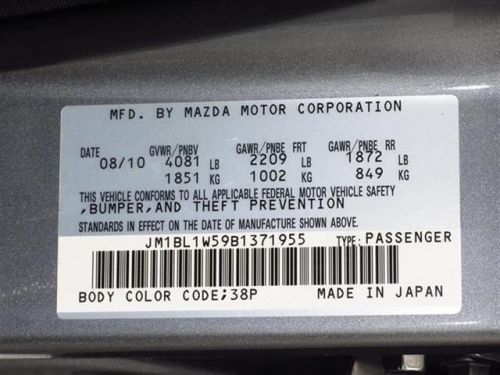 MFD. BY MAZDA MOTOR CORPORATION
DATE GVWR/PNBV GAWR/PNBE FRT GAWR/PNBE RR
08/10 4081 LB 2209 LB 1872 LB
1851 KG 1002 KG 849 KG
THIS VEHICLE CONFORMS TO ALL APPLICABLE FEDERAL MOTOR VEHICLE SAFETY
,BUMPER,AND THEFT PREVENTION
STANDARDS IN EFFECT ON THE DATE OF MANUFACTURE SHOWN ABOVE.
JM1BL1W59B1371955 TYPE: PASSENGER
BODY COLOR CODE;38P MADE IN JAPAN